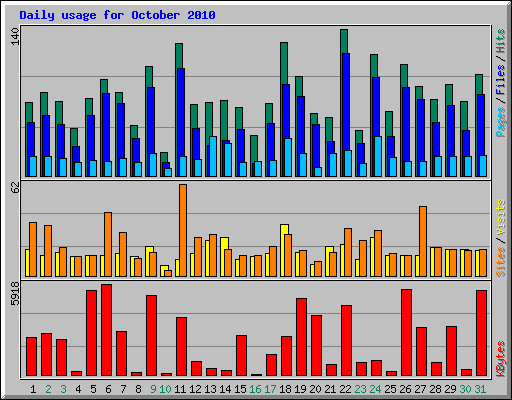 Daily usage for October 2010
140
Pages / Files / Hits
62
Sites / Visits
5918
KBytes
1 2 3 4 5 6 7 8 9 10 11 12 13 14 15 16 17 18 19 20 21 22 23 24 25 26 27 28 29 30 31